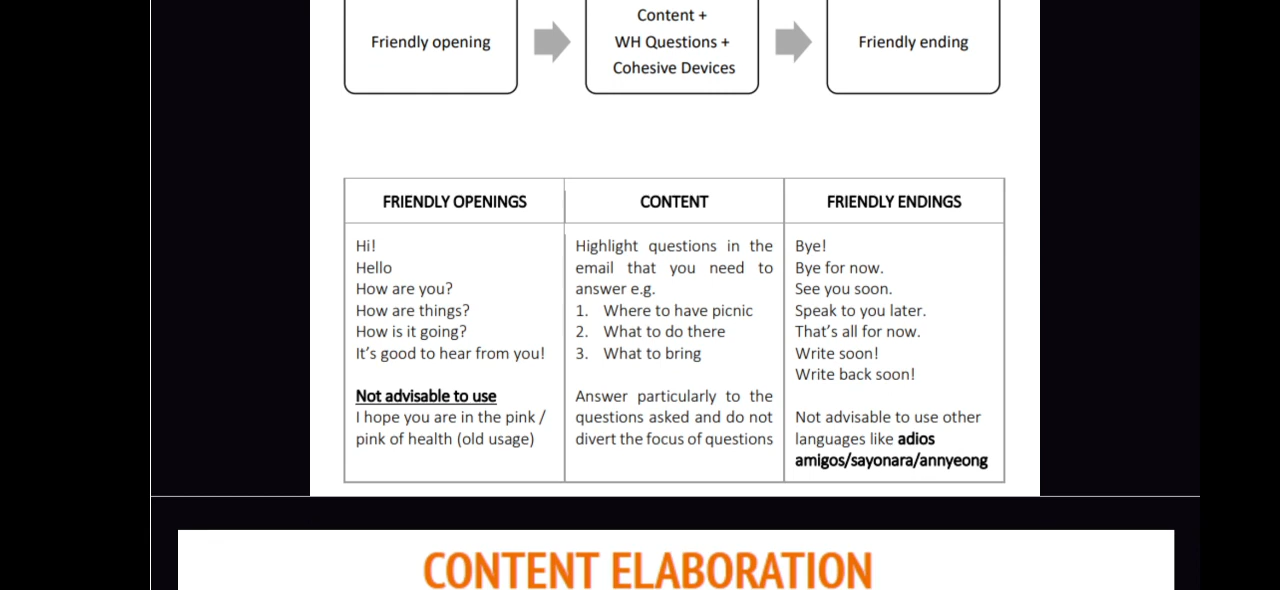 Friendly opening
Content +
WH Questions +
Cohesive Devices
Friendly ending
FRIENDLY OPENINGS
Hi!
Hello
How are you?
How are things?
How is it going?
It's good to hear from you!
Not advisable to use
I hope you are in the pink /
pink of health (old usage)
CONTENT
Highlight questions in the
email that you need to
answer e.g.
1. Where to have picnic
2. What to do there
3. What to bring
Answer particularly to the
questions asked and do not
divert the focus of questions
FRIENDLY ENDINGS
Bye!
Bye for now.
See you soon.
Speak to you later.
That's all for now.
Write soon!
Write back soon!
Not advisable to use other
languages like adios
amigos/sayonara/annyeong
CONTENT ELABORATION